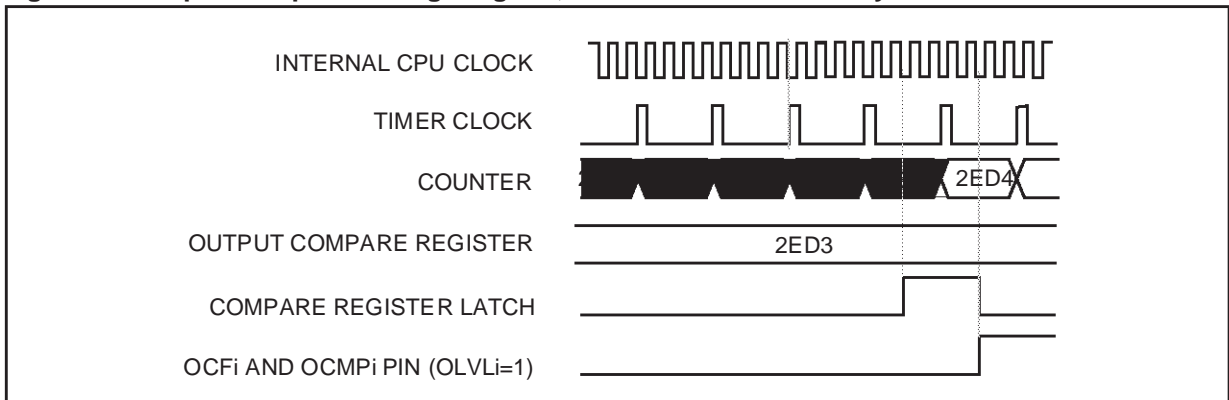 INTERNAL CPU CLOCK
TIMER CLOCK
COUNTER
2ED4
OUTPUT COMPARE REGISTER
2ED3
COMPARE REGISTER LATCH
OCFi AND OCMPi PIN (OLVLi=1)